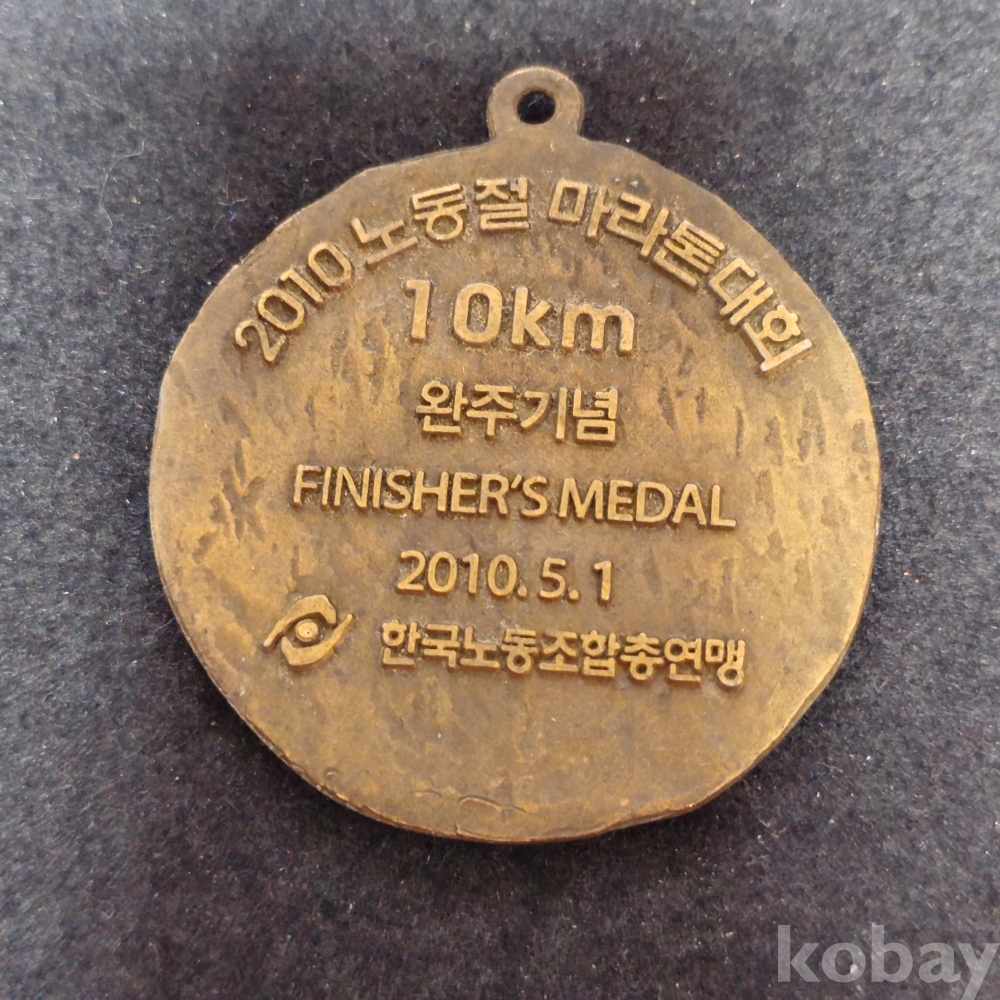 2010 노동절 마라톤대회
10km
완주기념
FINISHER'S MEDAL
2010.5.1
한국노동조합총연맹
kobay